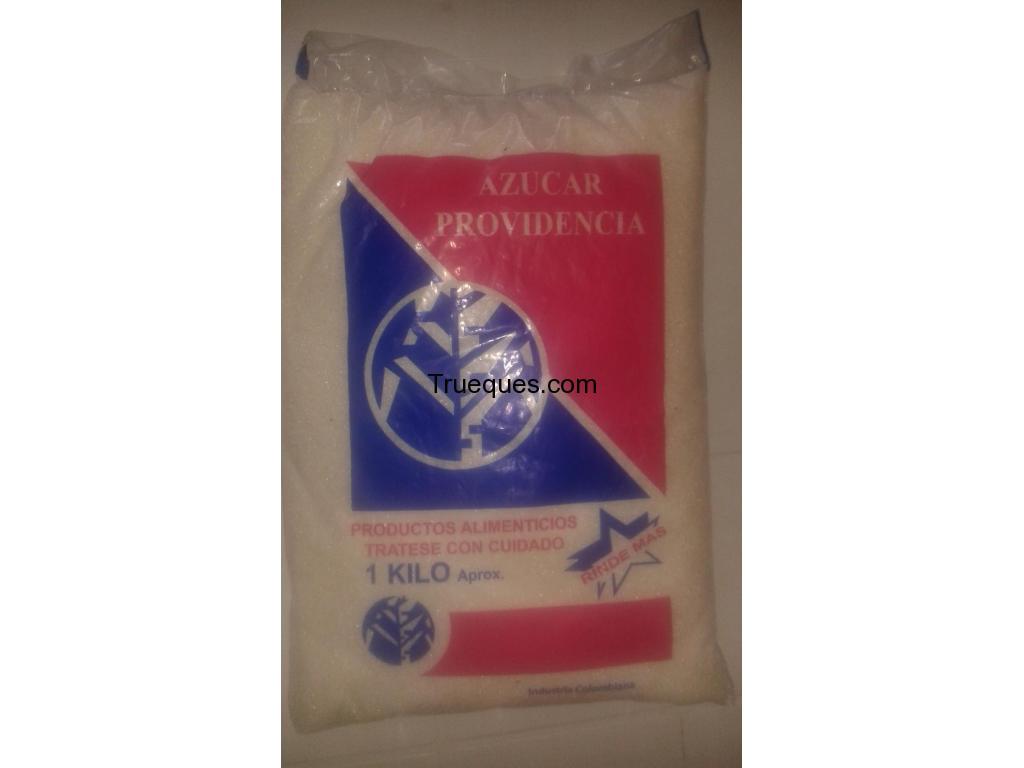 AZUCAR
PROVIDENCIA
Trueques.com
PRODUCTOS ALIMENTICIOS
TRATESE CON CUIDADO
1 KILO Aprox.
RINDE MAS
Industria Colombiana